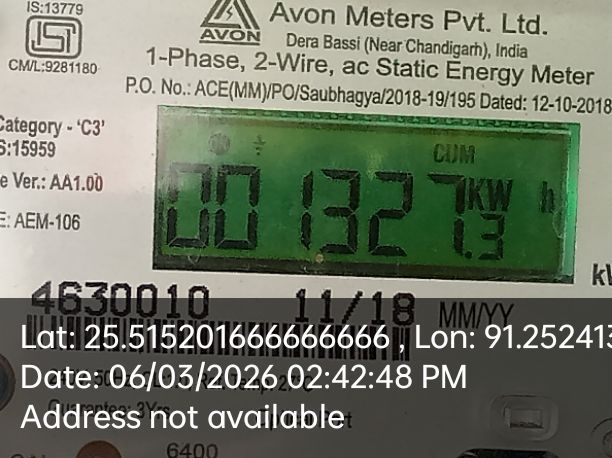 IS:13779
CM/L:9281180
AVON
Avon Meters Pvt. Ltd.
Dera Bassi (Near Chandigarh), India
1-Phase, 2-Wire, ac Static Energy Meter
P.O. No.: ACE(MM)/PO/Saubhagya/2018-19/195 Dated: 12-10-2018
Category - 'C3'
S:15959
e Ver.: AA1.00
E: AEM-106
CUM
001327.3 KW h
4630010 11/18 MM/YY
Lat: 25.515201666666666 , Lon: 91.252413
Date: 06/03/2026 02:42:48 PM
Address not available
6400